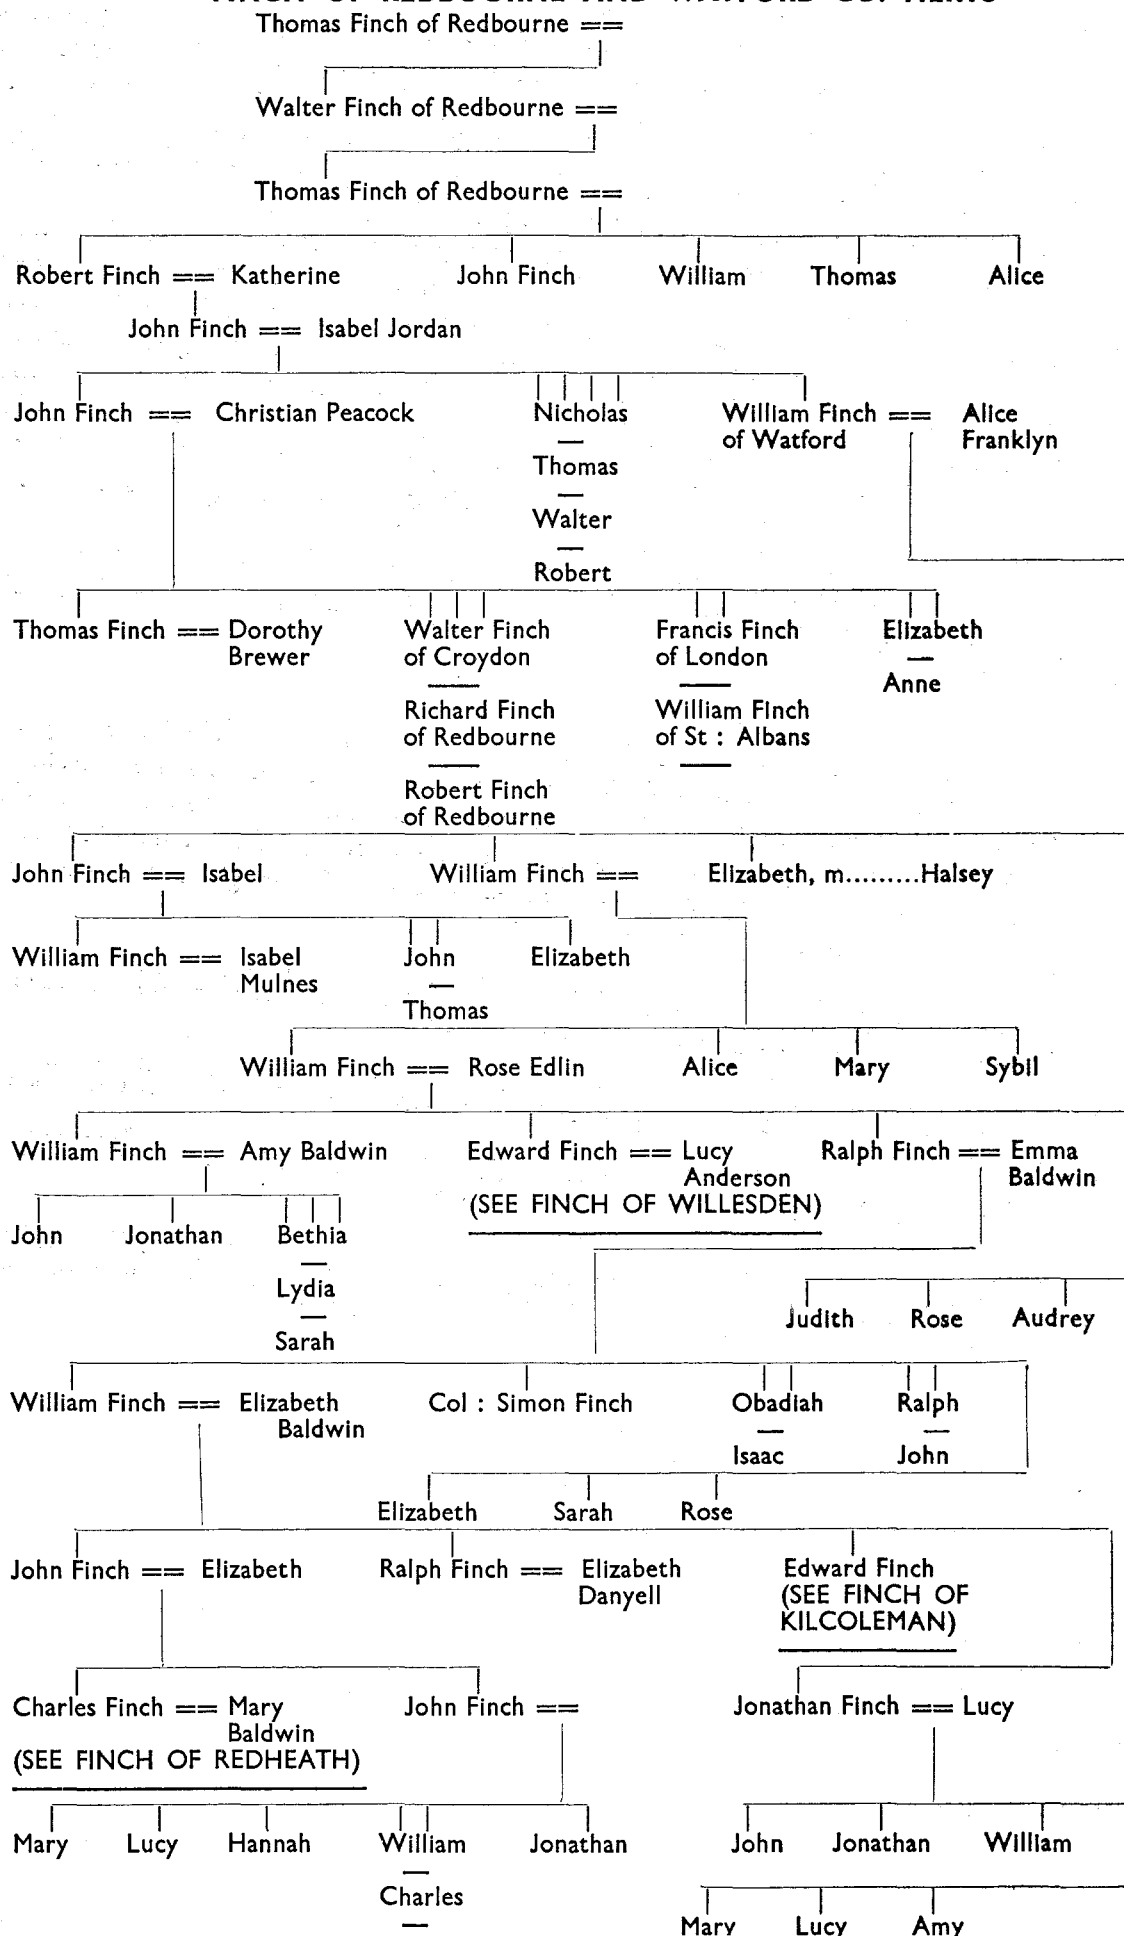 Thomas Finch of Redbourne ==
Walter Finch of Redbourne ==
Thomas Finch of Redbourne ==
Robert Finch == Katherine John Finch William Thomas Alice
John Finch == Isabel Jordan
John Finch == Christian Peacock Nicholas William Finch == Alice
of Watford Franklyn
Thomas
Walter
Robert
Thomas Finch == Dorothy Walter Finch Francis Finch Elizabeth
Brewer of Croydon of London
Anne
Richard Finch William Finch
of Redbourne of St : Albans
Robert Finch
of Redbourne
John Finch == Isabel William Finch == Elizabeth, m.........Halsey
William Finch == Isabel John Elizabeth
Mulnes
Thomas
William Finch == Rose Edlin Alice Mary Sybil
William Finch == Amy Baldwin Edward Finch == Lucy Ralph Finch == Emma
Anderson Baldwin
(SEE FINCH OF WILLESDEN)
John Jonathan Bethia
Lydia
Judith Rose Audrey
Sarah
William Finch == Elizabeth Col : Simon Finch Obadiah Ralph
Baldwin
Isaac John
Elizabeth Sarah Rose
John Finch == Elizabeth Ralph Finch == Elizabeth Edward Finch
Danyell (SEE FINCH OF
KILCOLEMAN)
Charles Finch == Mary John Finch == Jonathan Finch == Lucy
Baldwin
(SEE FINCH OF REDHEATH)
Mary Lucy Hannah William Jonathan John Jonathan William
Charles
Mary Lucy Amy